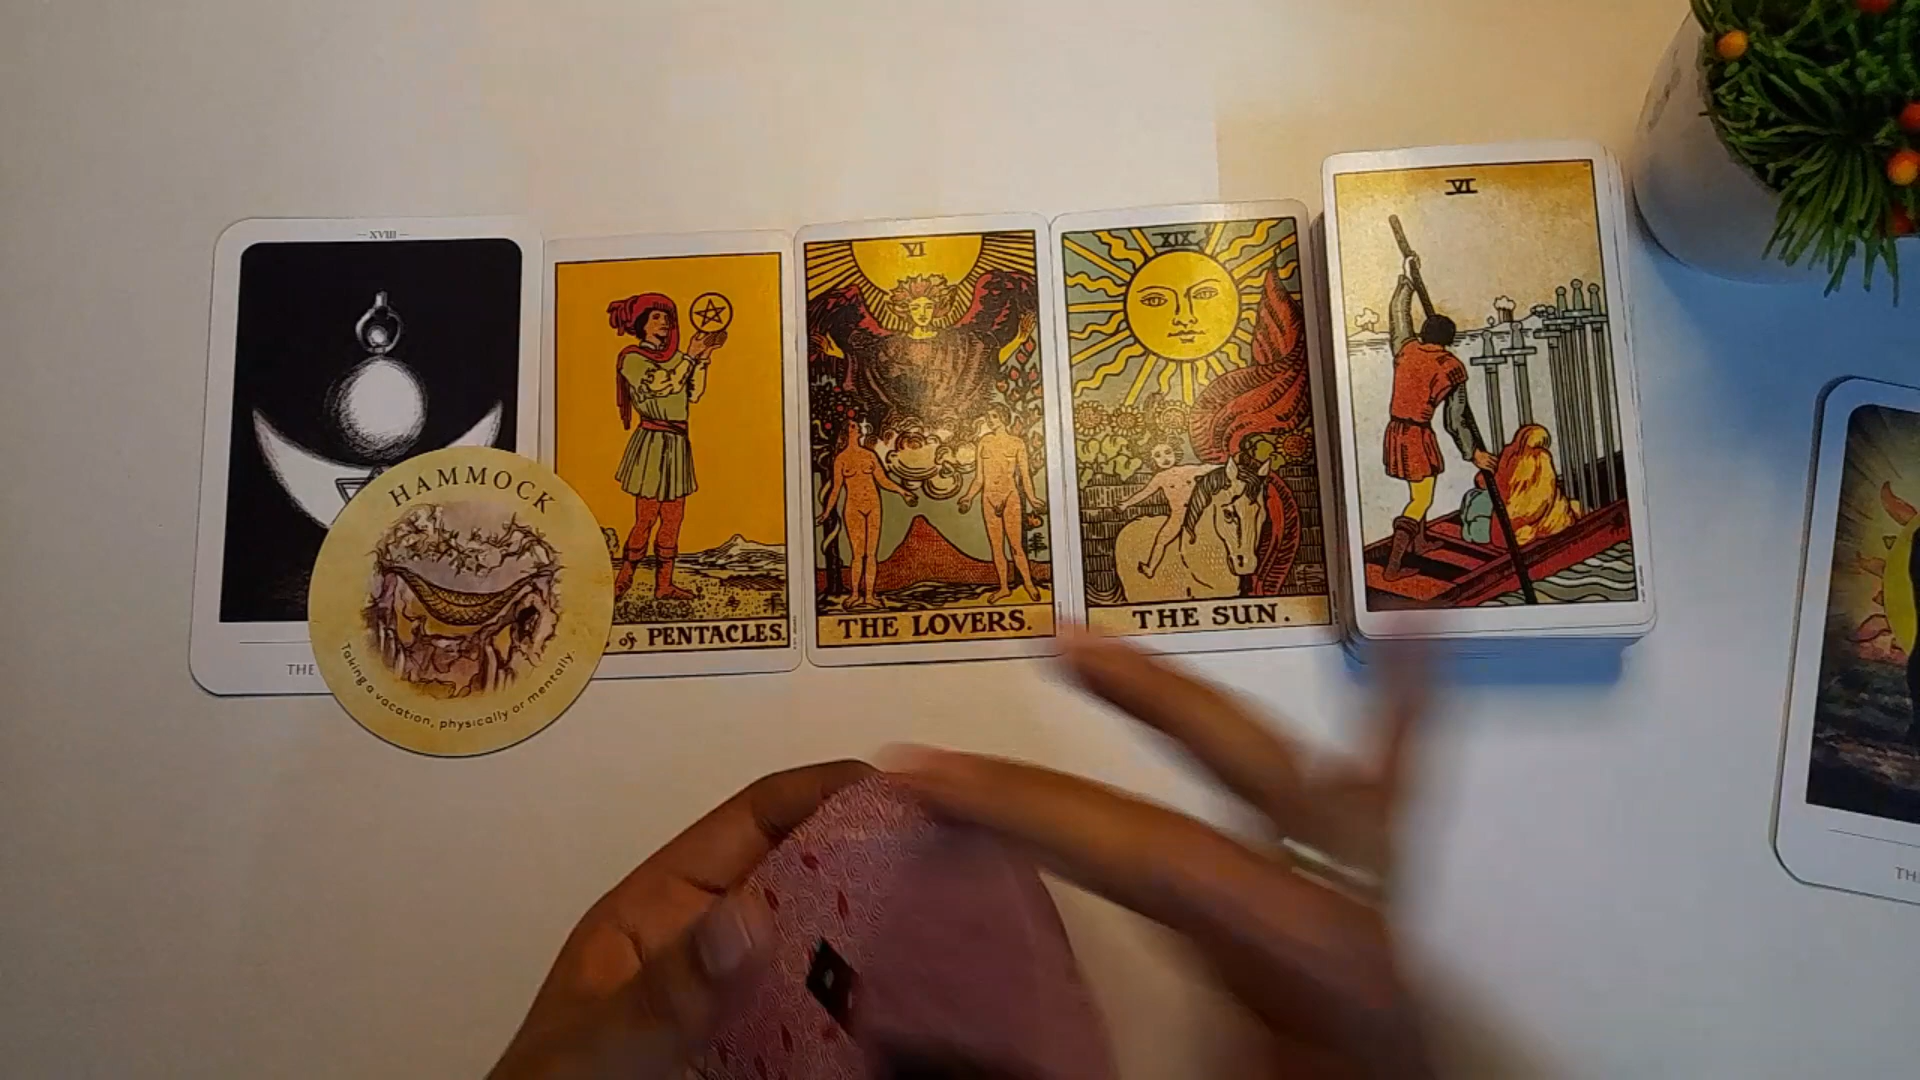 — XVIII —
THE
HAMMOCK
Taking a vacation, physically or mentally.
of PENTACLES.
VI
THE LOVERS.
XIX
THE SUN.
VI
TH